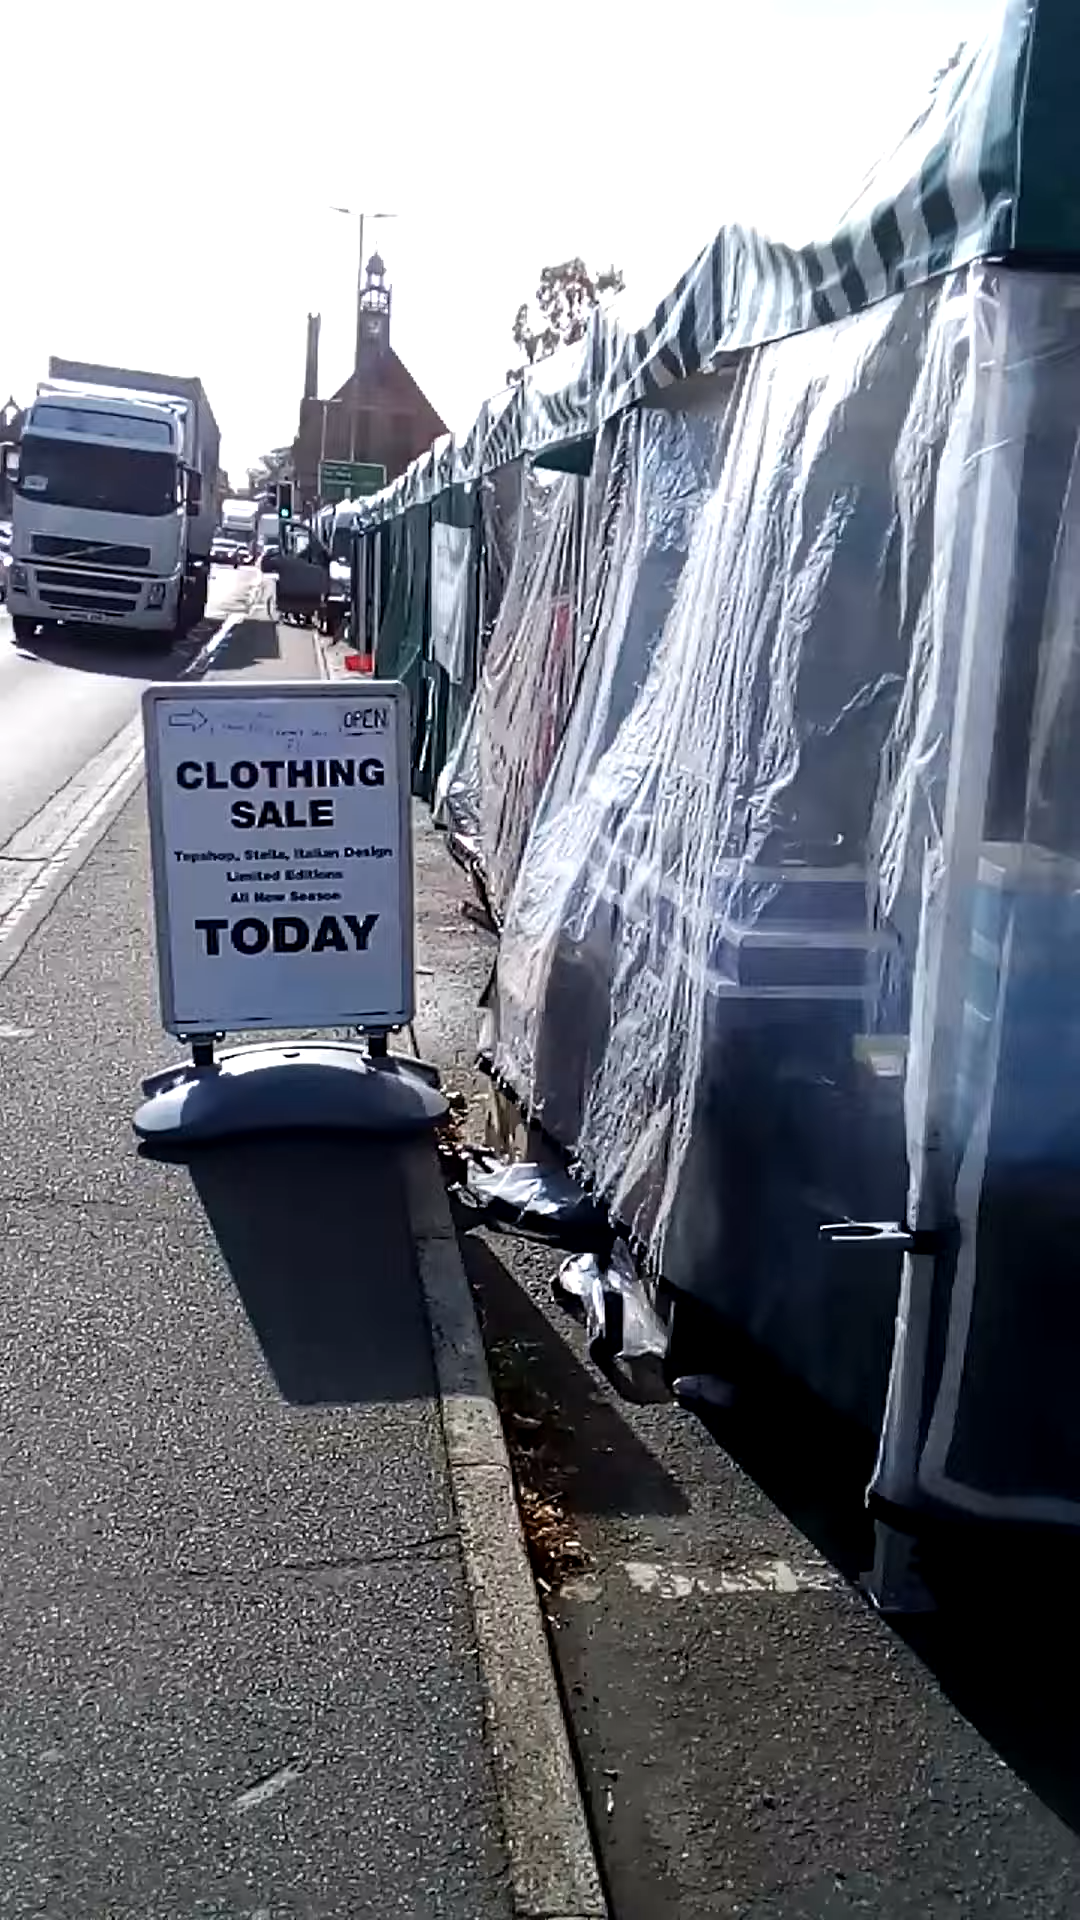 OPEN
CLOTHING
SALE
Topshop, Stella, Italian Design
Limited Editions
All New Season
TODAY